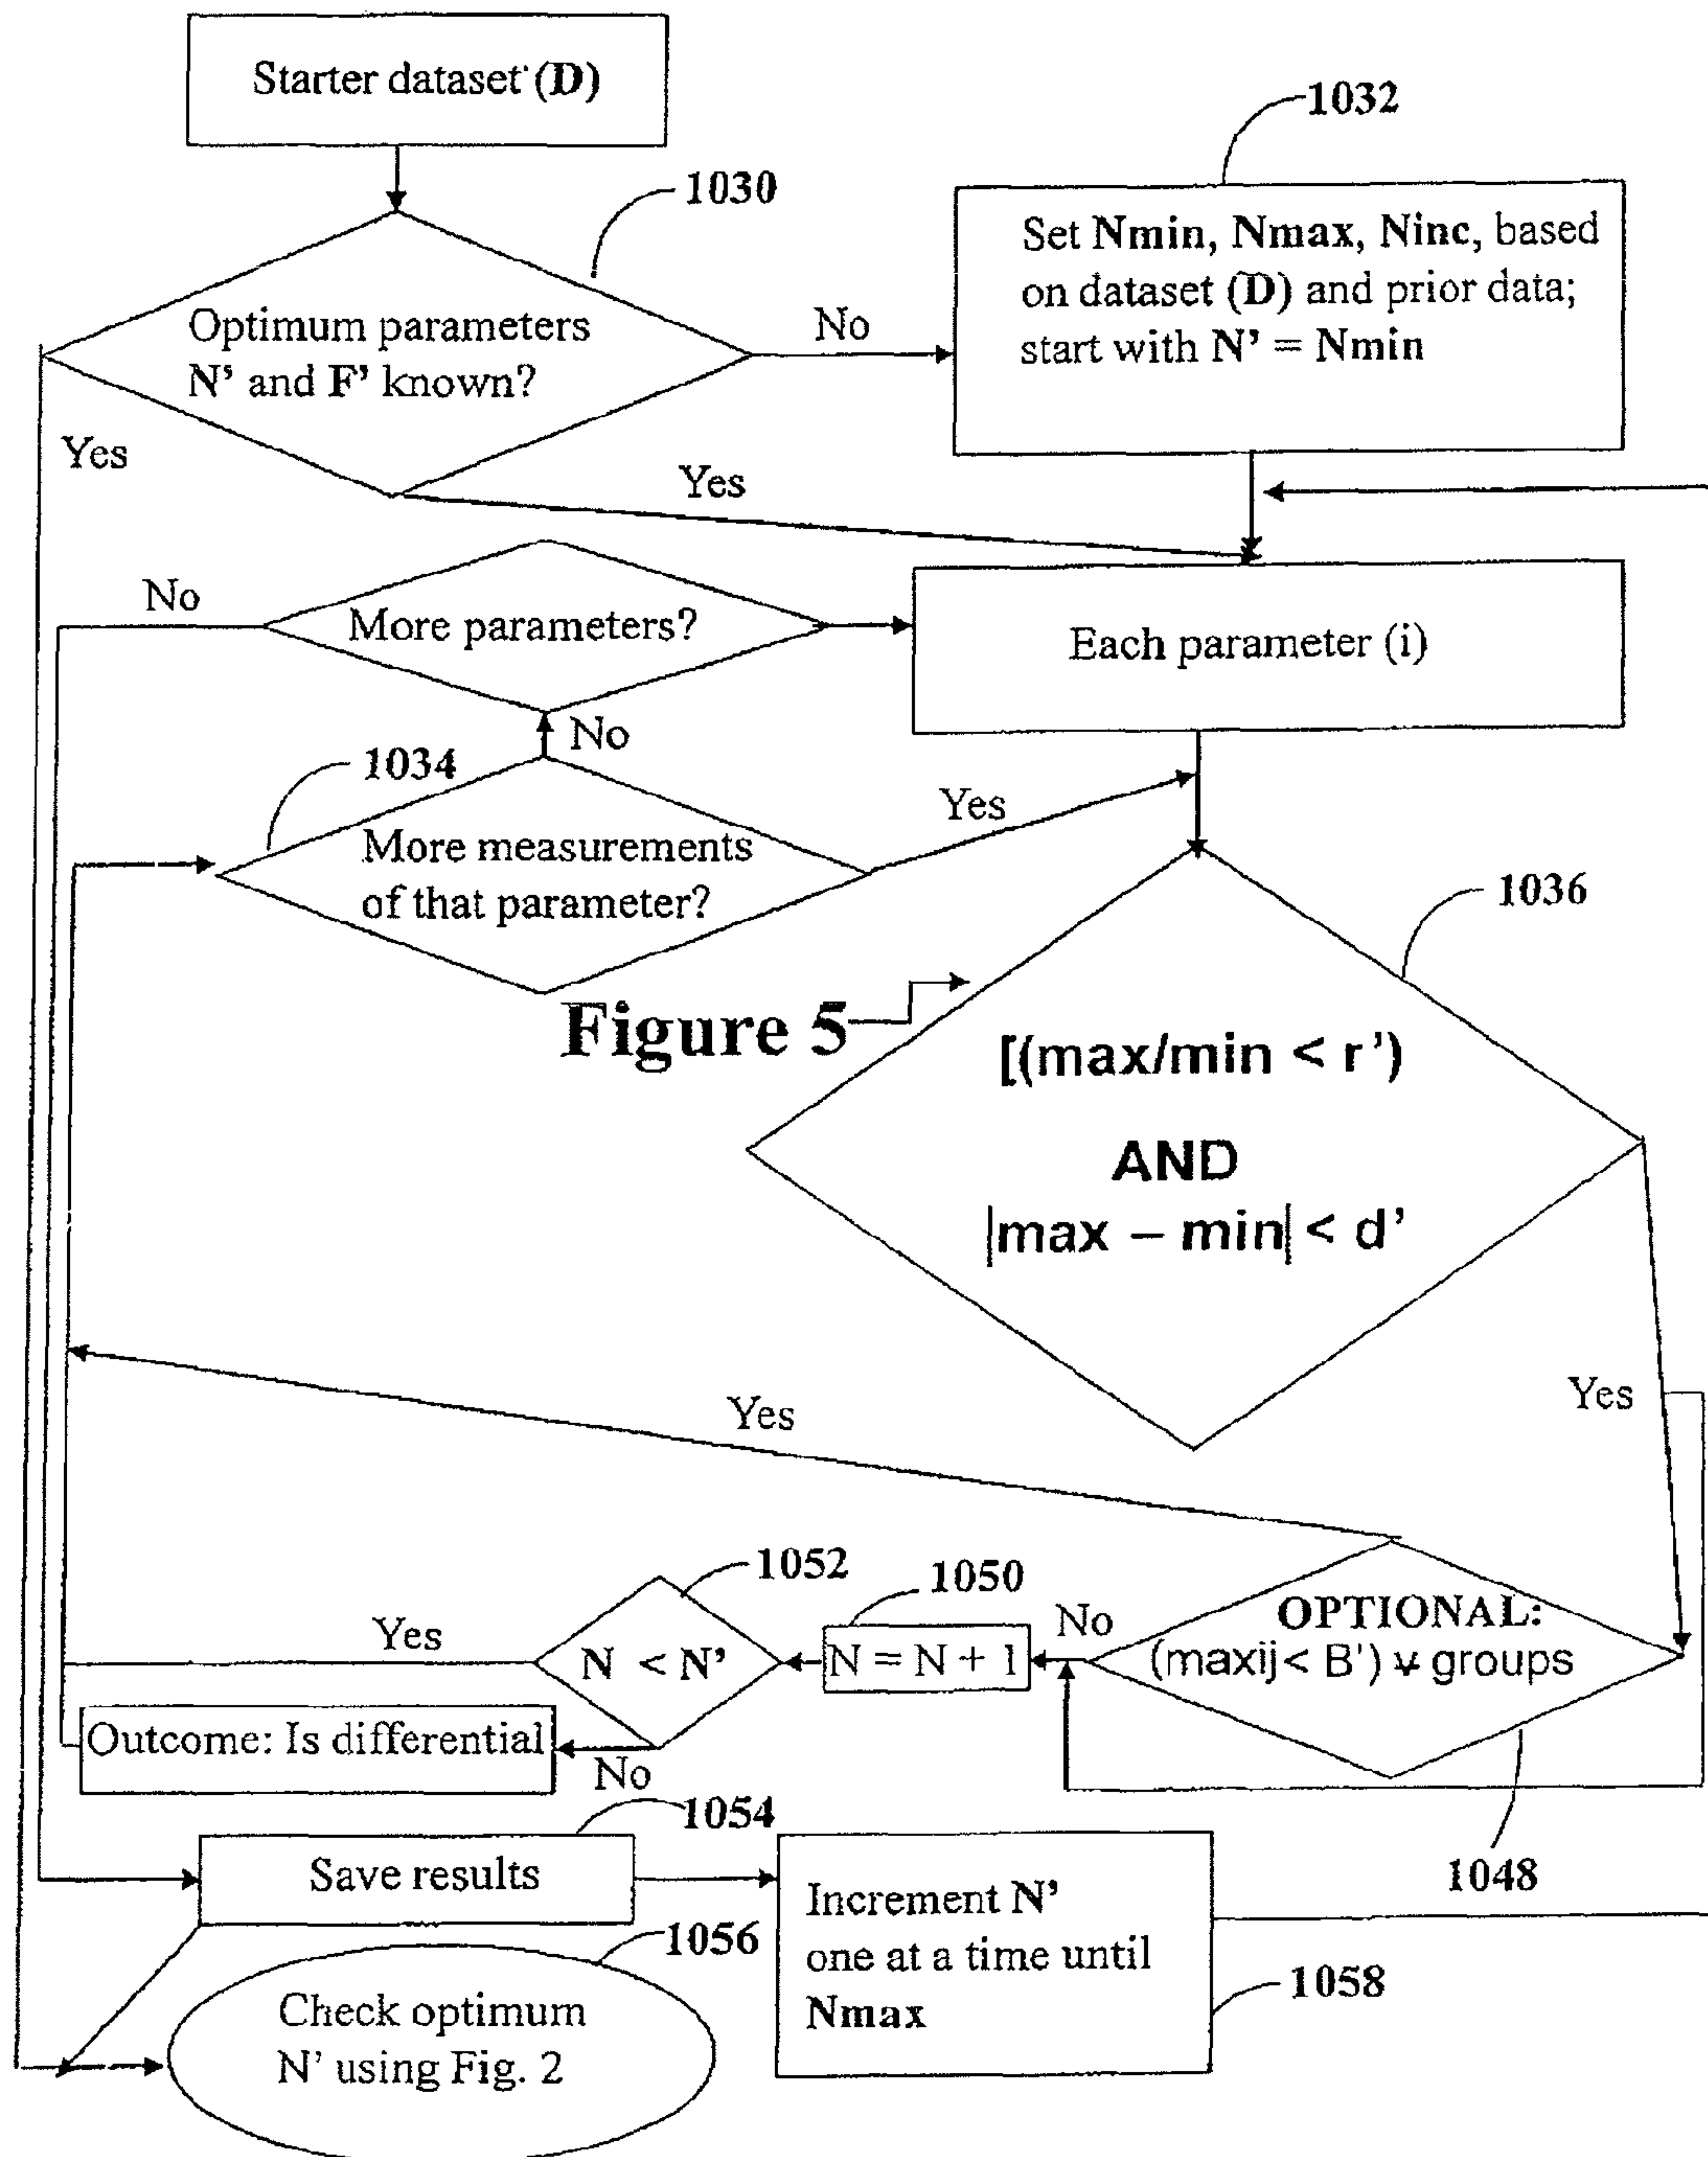 Starter dataset (D)
1032
1030
Set Nmin, Nmax, Ninc, based
on dataset (D) and prior data;
start with N' = Nmin
Optimum parameters
N' and F' known?
No
Yes
Yes
No
More parameters?
Each parameter (i)
No
1034
Yes
More measurements
of that parameter?
1036
Figure 5
[(max/min < r')
AND
|max – min| < d'
Yes
Yes
1052
1050
Yes
N < N'
N = N + 1
No
OPTIONAL:
(maxij< B') ∨ groups
Outcome: Is differential
No
1054
Save results
1048
Increment N'
one at a time until
Nmax
1056
1058
Check optimum
N' using Fig. 2